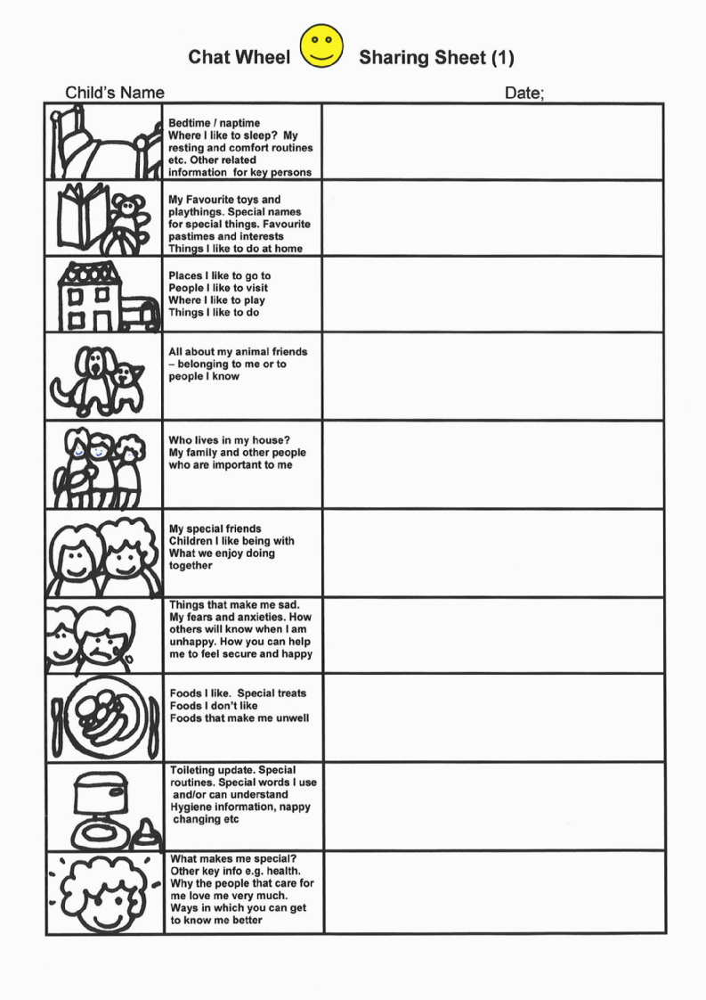 Chat Wheel Sharing Sheet (1)
Child's Name Date;
Bedtime / naptime
Where I like to sleep? My
resting and comfort routines
etc. Other related
information for key persons
My Favourite toys and
playthings. Special names
for special things. Favourite
pastimes and interests
Things I like to do at home
Places I like to go to
People I like to visit
Where I like to play
Things I like to do
All about my animal friends
– belonging to me or to
people I know
Who lives in my house?
My family and other people
who are important to me
My special friends
Children I like being with
What we enjoy doing
together
Things that make me sad.
My fears and anxieties. How
others will know when I am
unhappy. How you can help
me to feel secure and happy
Foods I like. Special treats
Foods I don't like
Foods that make me unwell
Toileting update. Special
routines. Special words I use
and/or can understand
Hygiene information, nappy
changing etc
What makes me special?
Other key info e.g. health.
Why the people that care for
me love me very much.
Ways in which you can get
to know me better